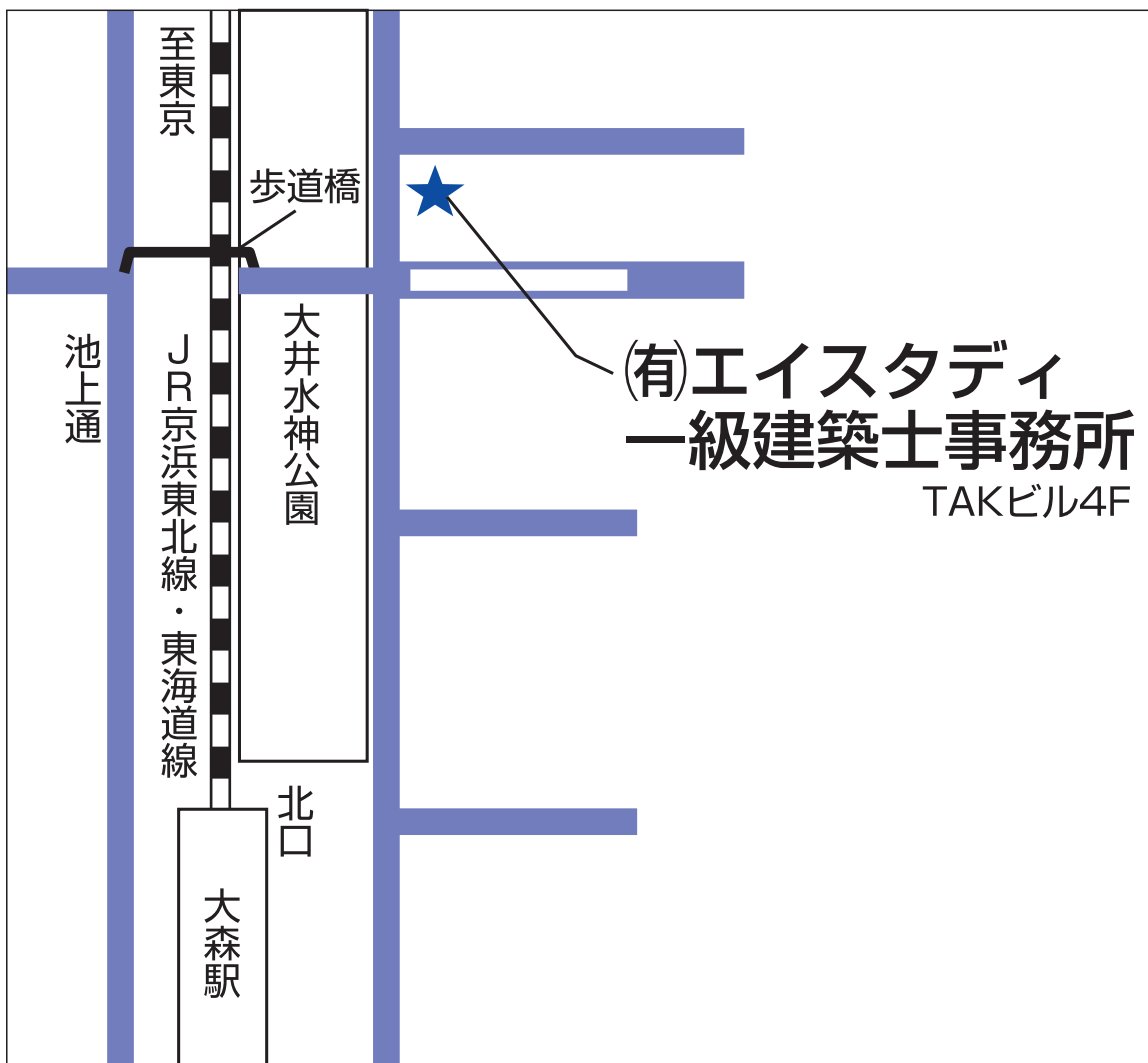 至東京
歩道橋
池上通
JR京浜東北線・東海道線
大井水神公園
㈲エイスタディ
一級建築士事務所
TAKビル4F
北口
大森駅